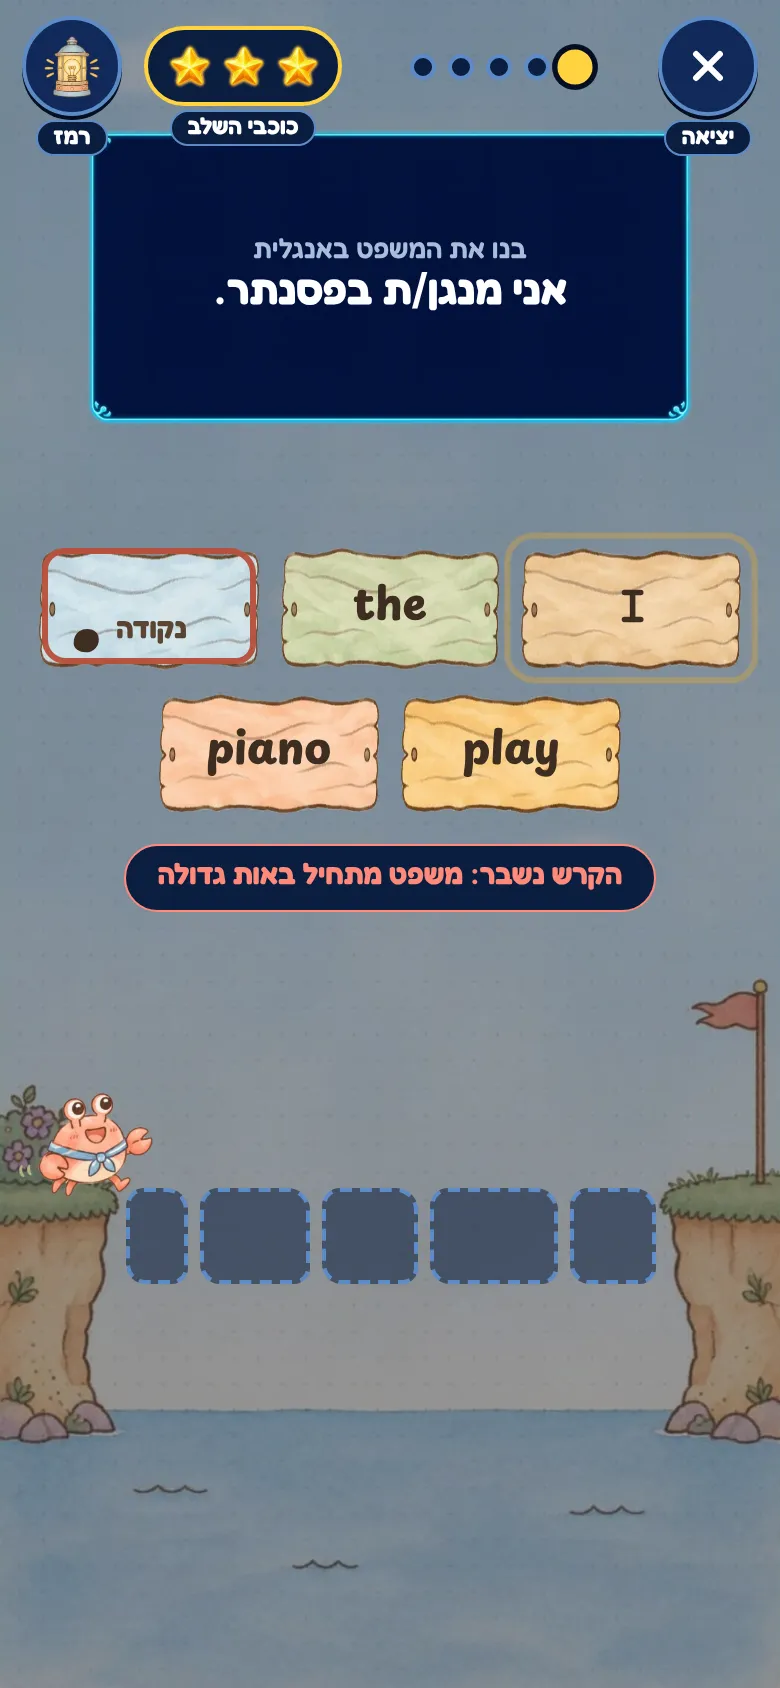 רמז
כוכבי השלב
יציאה
בנו את המשפט באנגלית
אני מנגן/ת בפסנתר.
נקודה .
the
I
piano
play
הקרש נשבר: משפט מתחיל באות גדולה